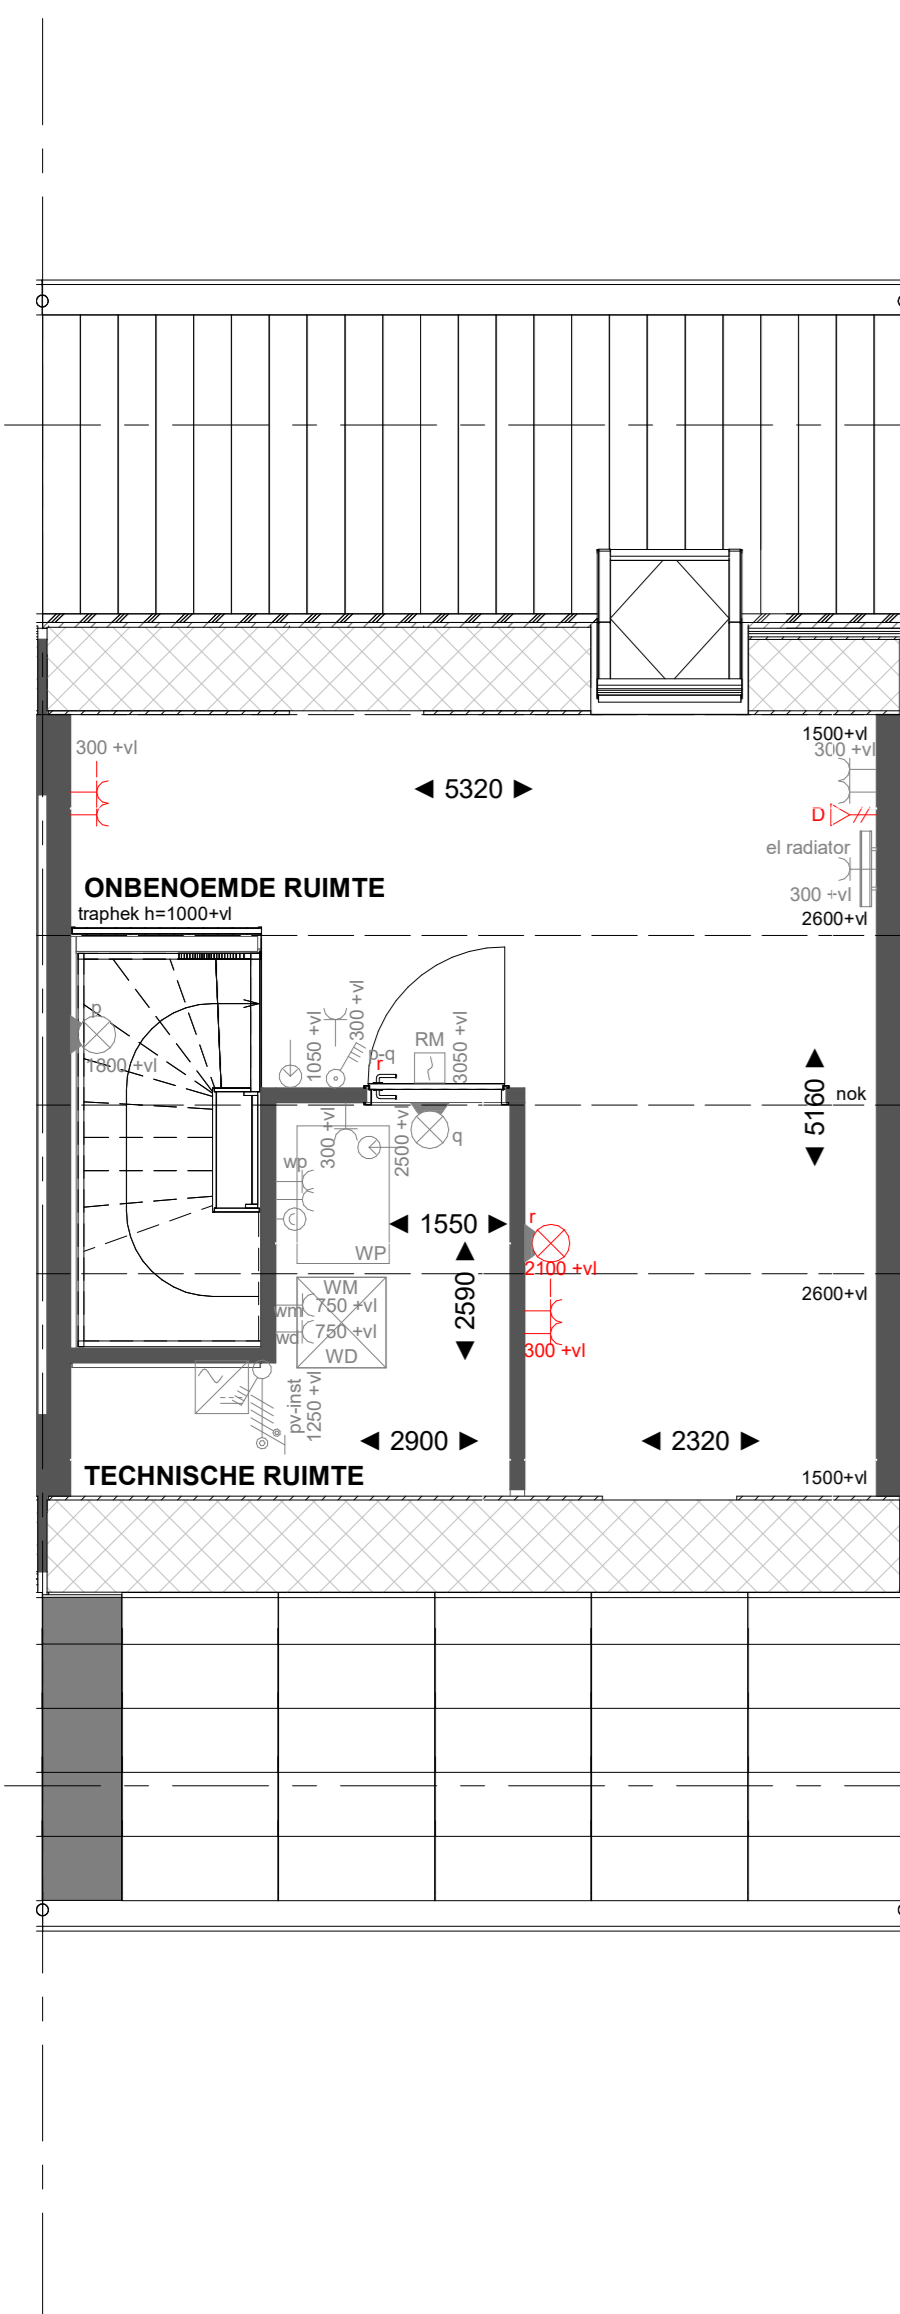 1500+vl
300 +vl
300 +vl
5320
D
el radiator
300 +vl
ONBENOEMDE RUIMTE
traphek h=1000+vl
2600+vl
p
1800 +vl
1050 +vl
300 +vl
p-q
r
RM
3050 +vl
nok
5160
300 +vl
2500 +vl
q
wp
1550
WP
r
2100 +vl
2590
WM
wm
750 +vl
2600+vl
wd
750 +vl
WD
300 +vl
pv-inst
1250 +vl
2900
2320
TECHNISCHE RUIMTE
1500+vl